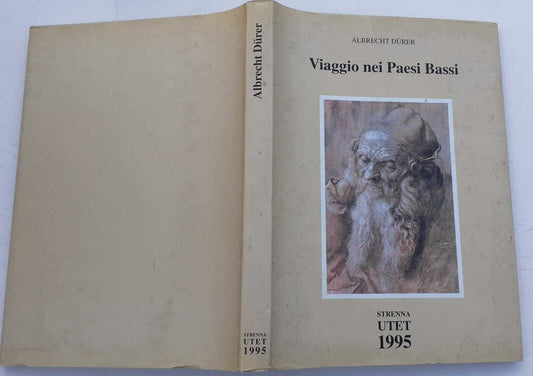 Albrecht Dürer
STRENNA
UTET
1995
ALBRECHT DÜRER
Viaggio nei Paesi Bassi
STRENNA
UTET
1995